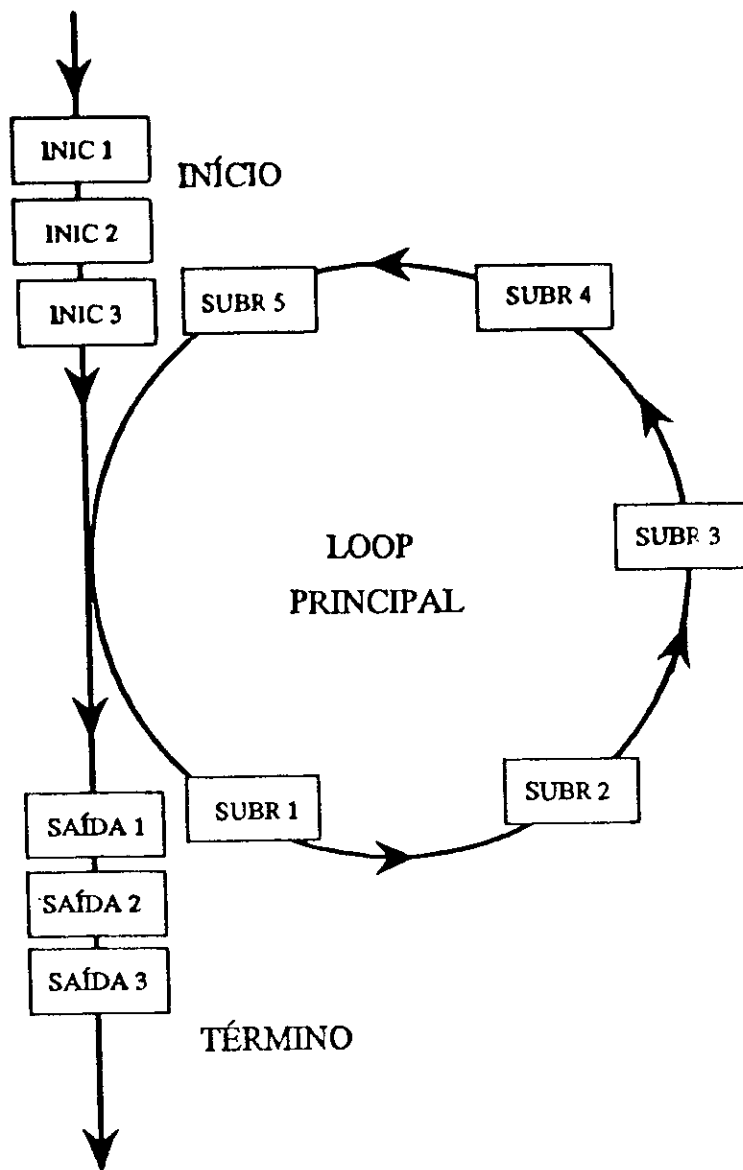 INIC 1
INÍCIO
INIC 2
INIC 3
SUBR 5
SUBR 4
SUBR 3
LOOP
PRINCIPAL
SUBR 2
SUBR 1
SAÍDA 1
SAÍDA 2
SAÍDA 3
TÉRMINO